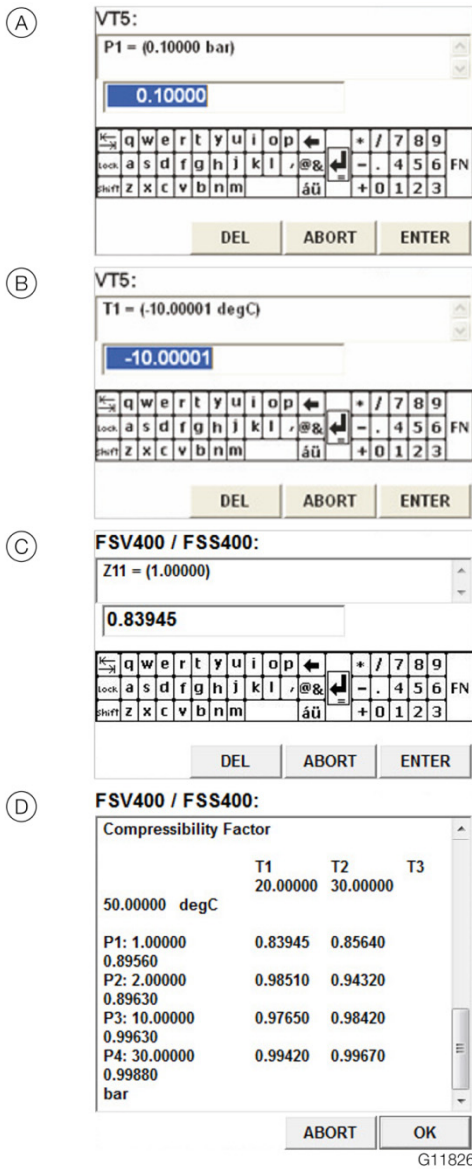 A
VT5:
P1 = (0.10000 bar)
0.10000
q w e r t y u i o p * / 7 8 9
Lock a s d f g h j k l , @& - . 4 5 6 FN
Shift z x c v b n m áü = + 0 1 2 3
DEL ABORT ENTER
B
VT5:
T1 = (-10.00001 degC)
-10.00001
q w e r t y u i o p * / 7 8 9
Lock a s d f g h j k l , @& - . 4 5 6 FN
Shift z x c v b n m áü = + 0 1 2 3
DEL ABORT ENTER
C
FSV400 / FSS400:
Z11 = (1.00000)
0.83945
q w e r t y u i o p * / 7 8 9
Lock a s d f g h j k l , @& - . 4 5 6 FN
Shift z x c v b n m áü = + 0 1 2 3
DEL ABORT ENTER
D
FSV400 / FSS400:
Compressibility Factor
T1 T2 T3
20.00000 30.00000
50.00000 degC
P1: 1.00000 0.83945 0.85640
0.89560
P2: 2.00000 0.98510 0.94320
0.89630
P3: 10.00000 0.97650 0.98420
0.99630
P4: 30.00000 0.99420 0.99670
0.99880
bar
ABORT OK
G11826